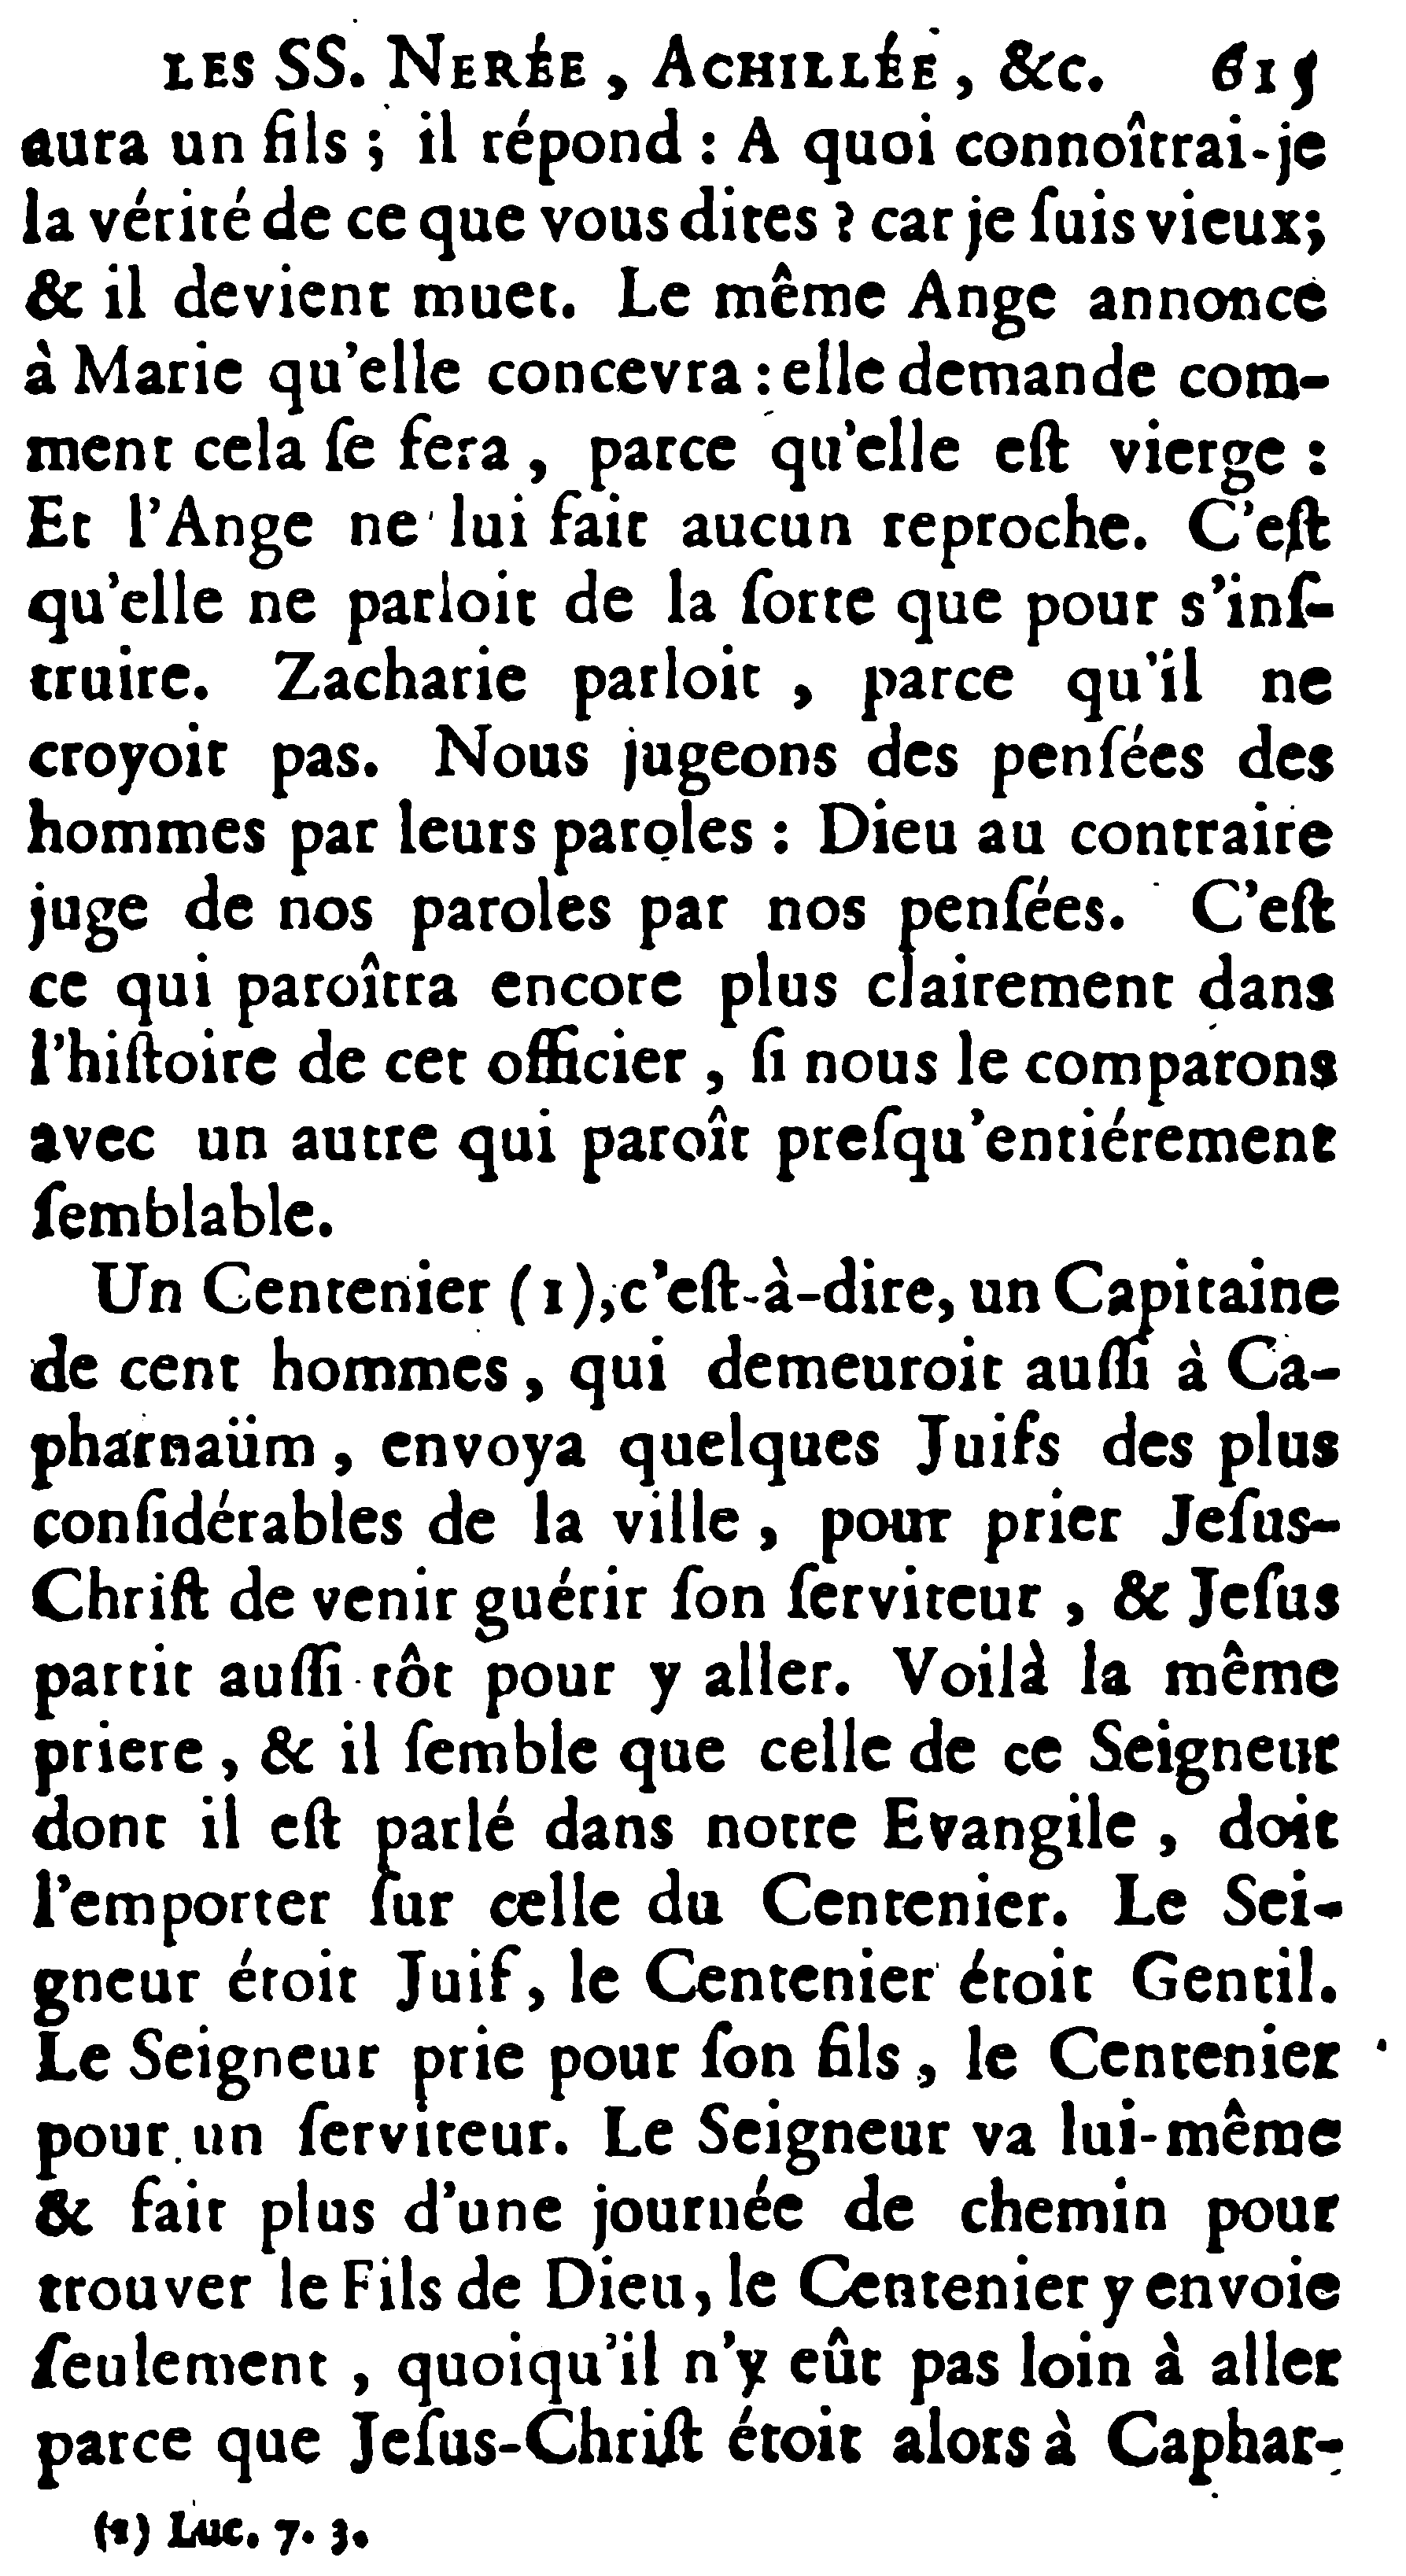 LES SS. NERÉE, ACHILLÉE, &c. 615
aura un fils ; il répond : A quoi connoîtrai-je
la vérité de ce que vous dites ? car je ſuis vieux;
& il devient muet. Le même Ange annonce
à Marie qu'elle concevra : elle demande com-
ment cela ſe fera, parce qu'elle eſt vierge :
Et l'Ange ne lui fait aucun reproche. C'eſt
qu'elle ne parloit de la ſorte que pour s'inſ-
truire. Zacharie parloit, parce qu'il ne
croyoit pas. Nous jugeons des penſées des
hommes par leurs paroles : Dieu au contraire
juge de nos paroles par nos penſées. C'eſt
ce qui paroîtra encore plus clairement dans
l'hiſtoire de cet officier, ſi nous le comparons
avec un autre qui paroît preſqu'entiérement
ſemblable.
Un Centenier (1), c'eſt-à-dire, un Capitaine
de cent hommes, qui demeuroit auſſi à Ca-
pharnaüm, envoya quelques Juifs des plus
conſidérables de la ville, pour prier Jeſus-
Chriſt de venir guérir ſon ſerviteur, & Jeſus
partit auſſi-tôt pour y aller. Voilà la même
priere, & il ſemble que celle de ce Seigneur
dont il eſt parlé dans notre Evangile, doit
l'emporter ſur celle du Centenier. Le Sei-
gneur étoit Juif, le Centenier étoit Gentil.
Le Seigneur prie pour ſon fils, le Centenier
pour un ſerviteur. Le Seigneur va lui-même
& fait plus d'une journée de chemin pour
trouver le Fils de Dieu, le Centenier y envoie
ſeulement, quoiqu'il n'y eût pas loin à aller
parce que Jeſus-Chriſt étoit alors à Caphar-
(1) Luc. 7. 3.